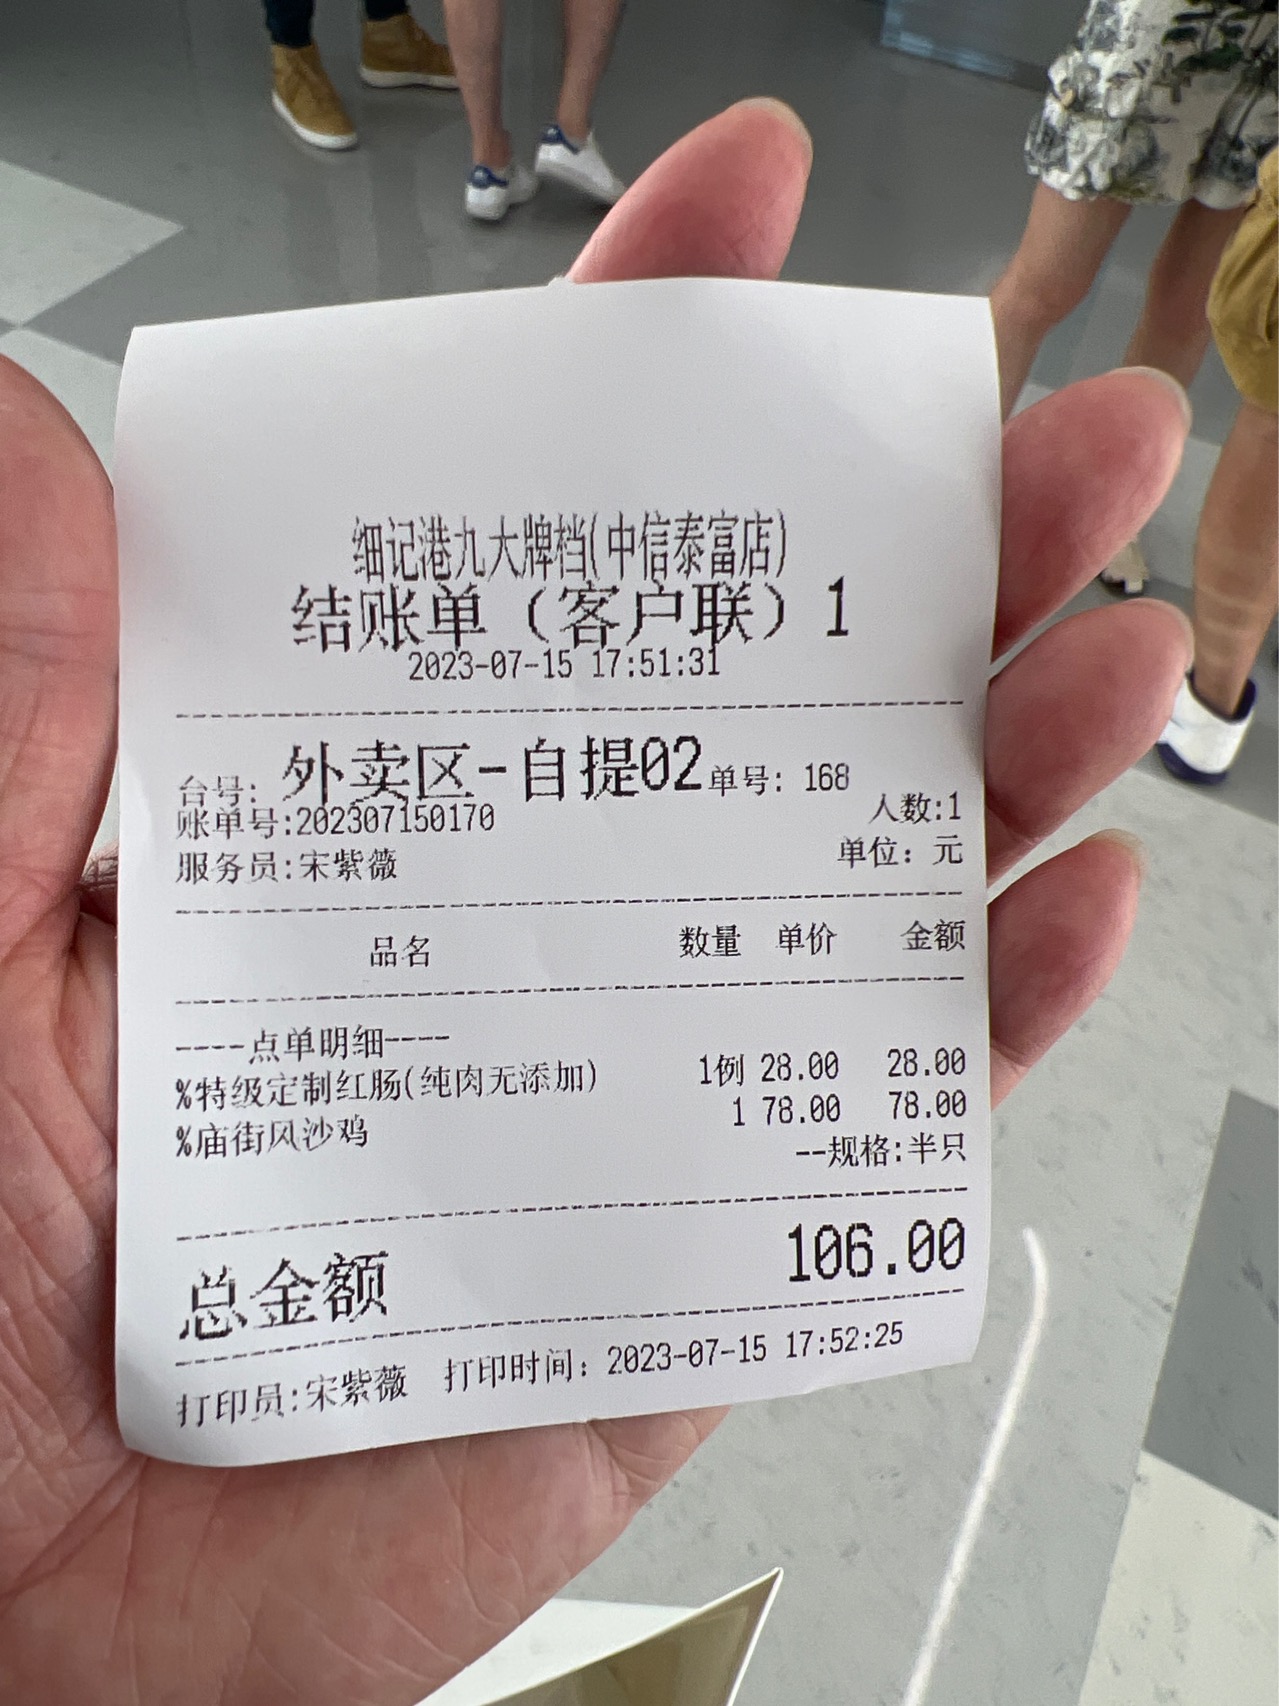 细记港九大牌档(中信泰富店)
结账单（客户联）1
2023-07-15 17:51:31
台号: 外卖区-自提02 单号: 168
账单号:202307150170 人数:1
服务员:宋紫薇 单位: 元
品名 数量 单价 金额
----点单明细----
%特级定制红肠(纯肉无添加) 1例 28.00 28.00
%庙街风沙鸡 1 78.00 78.00
--规格:半只
总金额 106.00
打印员:宋紫薇 打印时间: 2023-07-15 17:52:25